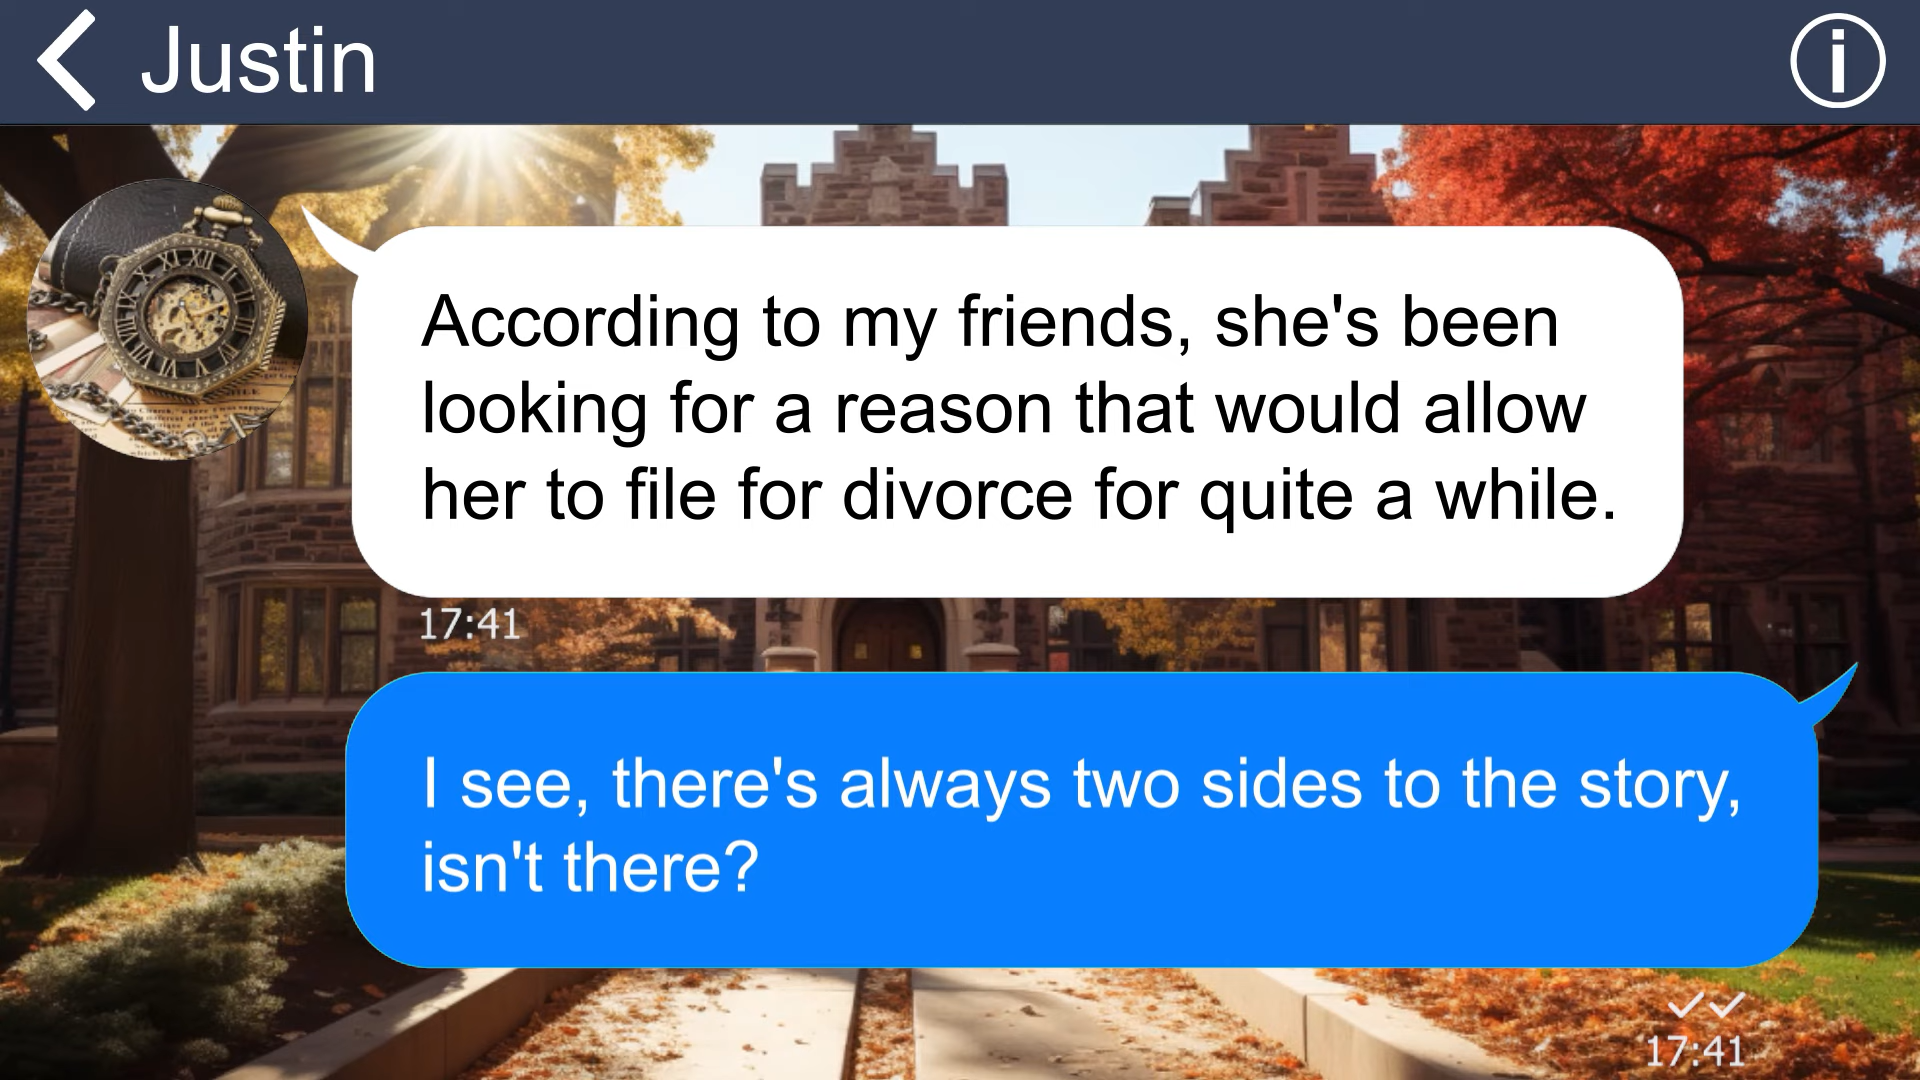 Justin
According to my friends, she's been
looking for a reason that would allow
her to file for divorce for quite a while.
17:41
I see, there's always two sides to the story,
isn't there?
17:41